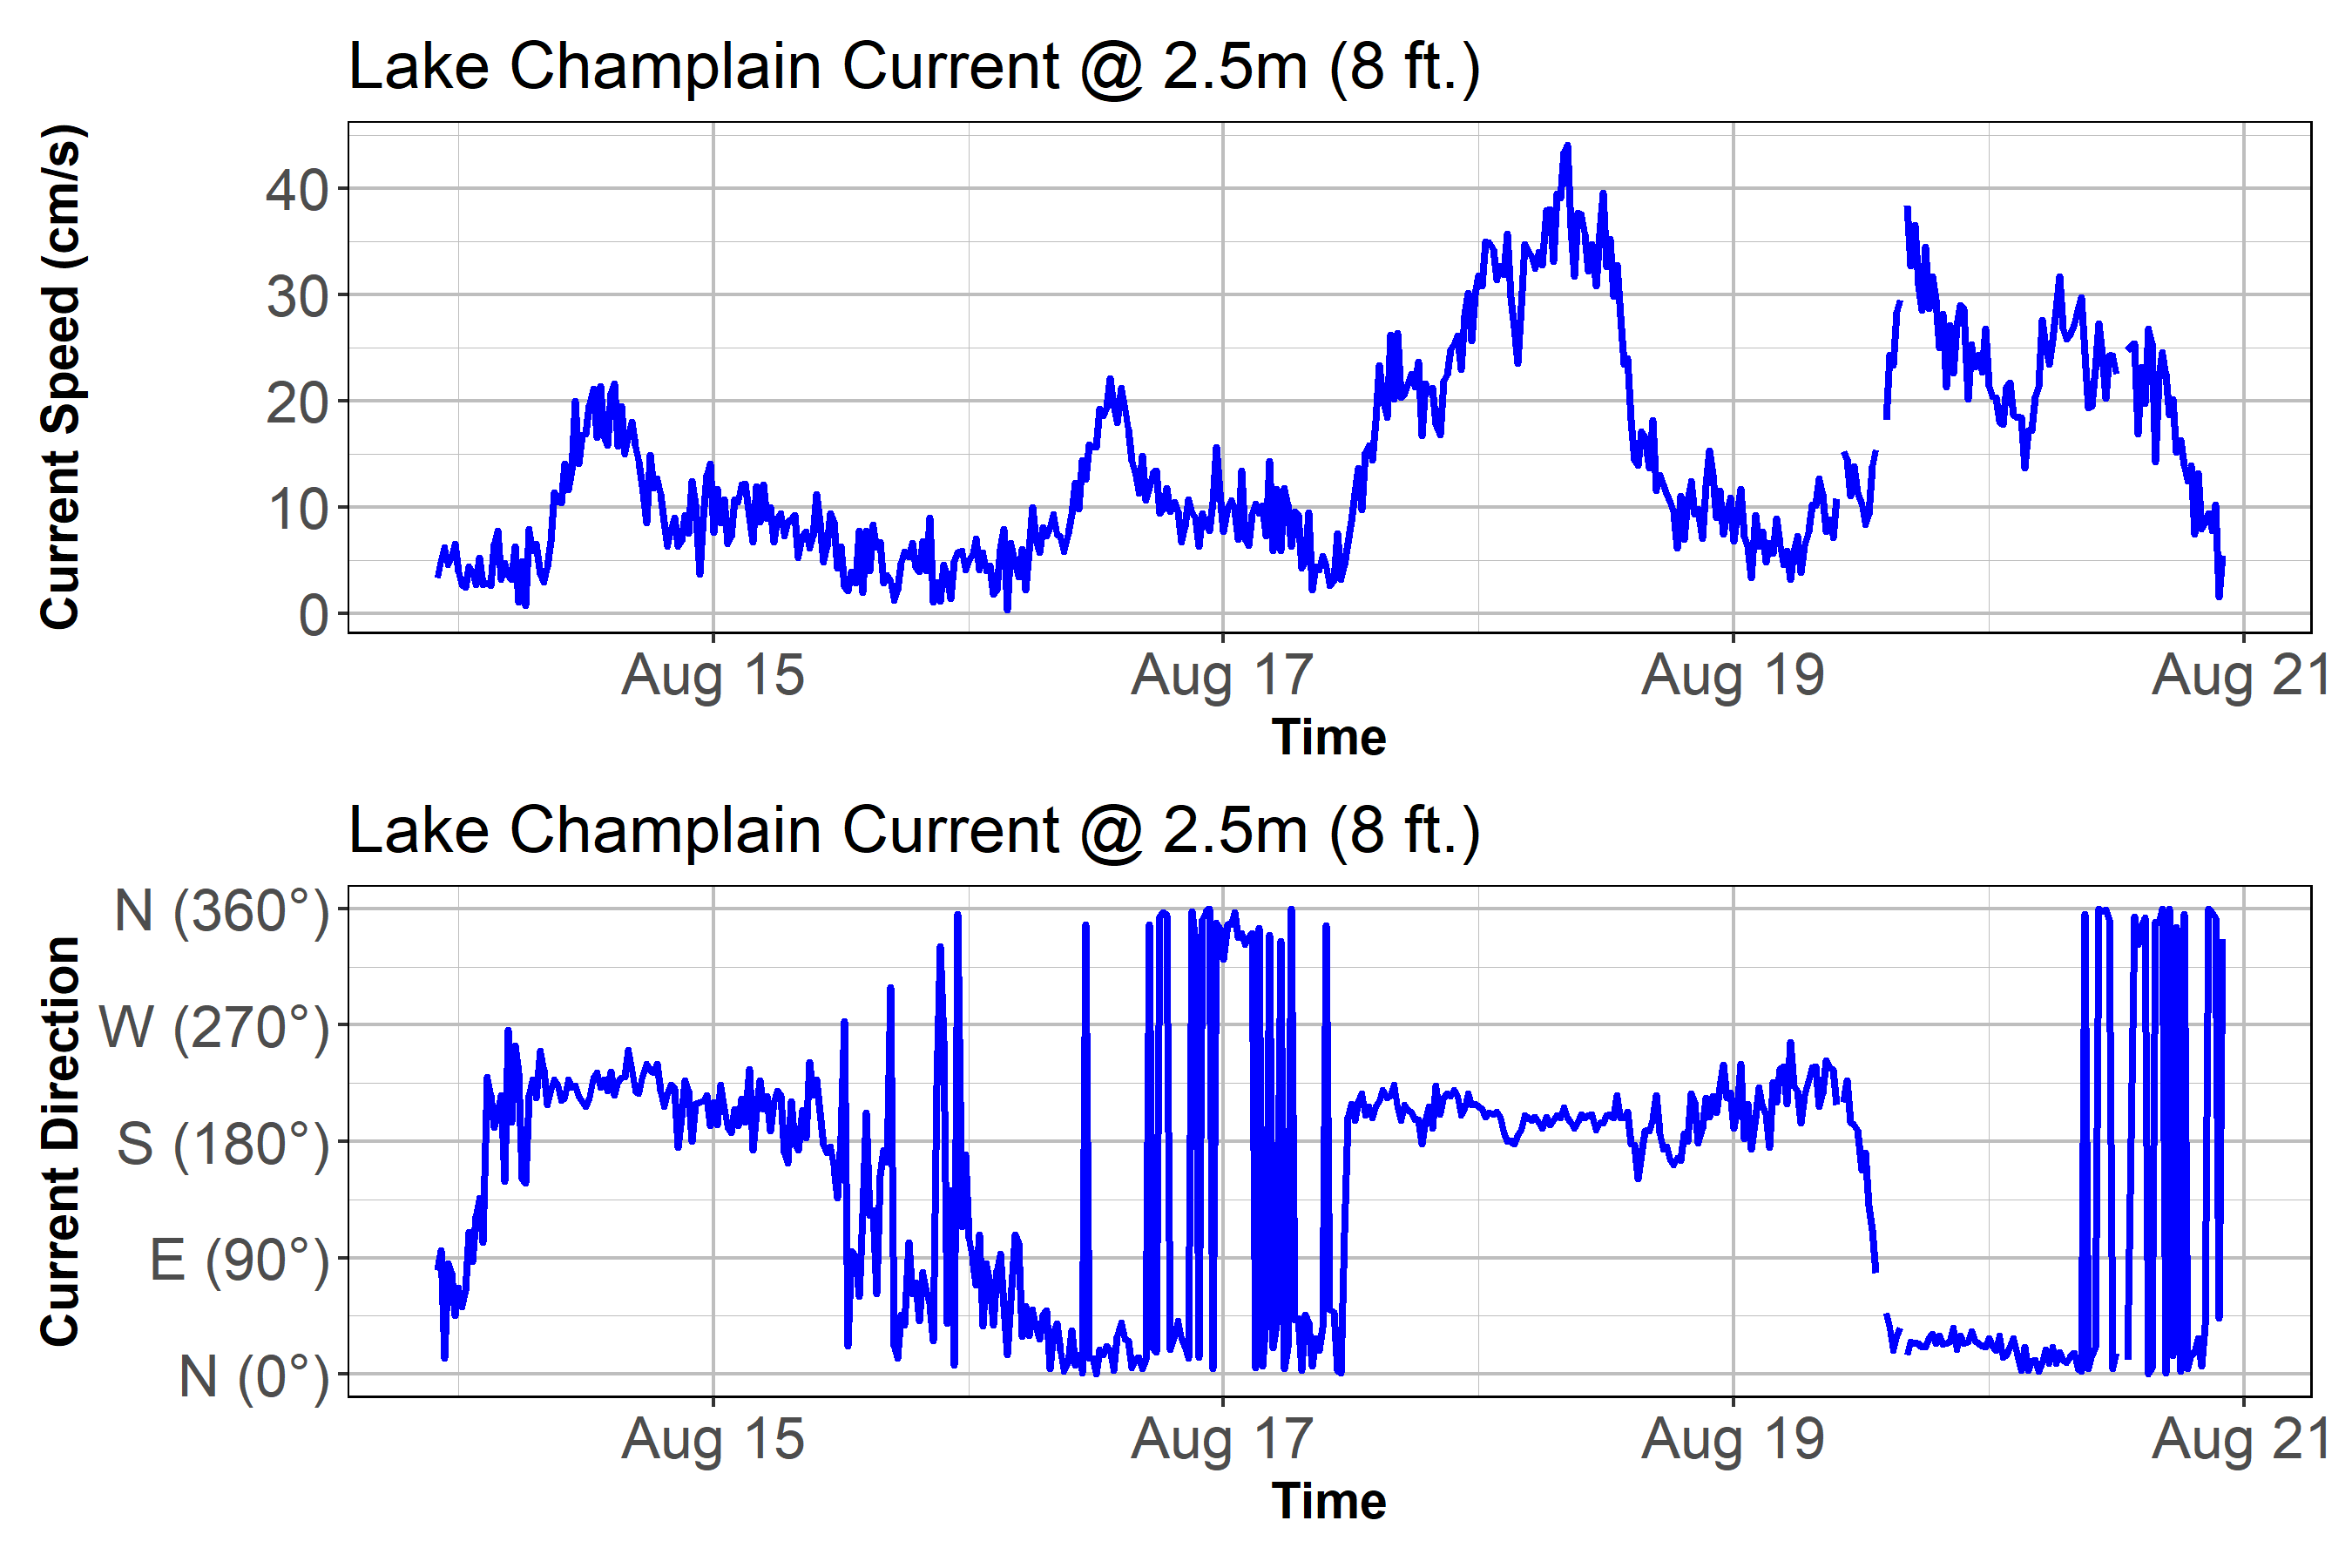 Lake Champlain Current @ 2.5m (8 ft.)
Current Speed (cm/s)
40
30
20
10
0
Aug 15 Aug 17 Aug 19 Aug 21
Time
Lake Champlain Current @ 2.5m (8 ft.)
Current Direction
N (360°)
W (270°)
S (180°)
E (90°)
N (0°)
Aug 15 Aug 17 Aug 19 Aug 21
Time